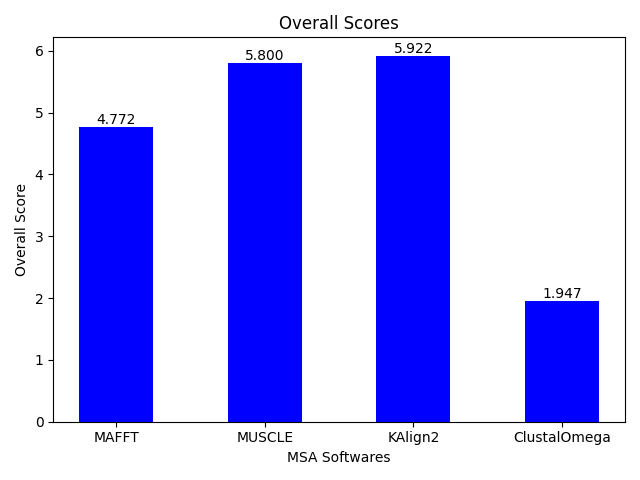 Overall Scores
Overall Score
6
5
4
3
2
1
0
4.772
5.800
5.922
1.947
MAFFT
MUSCLE
KAlign2
ClustalOmega
MSA Softwares